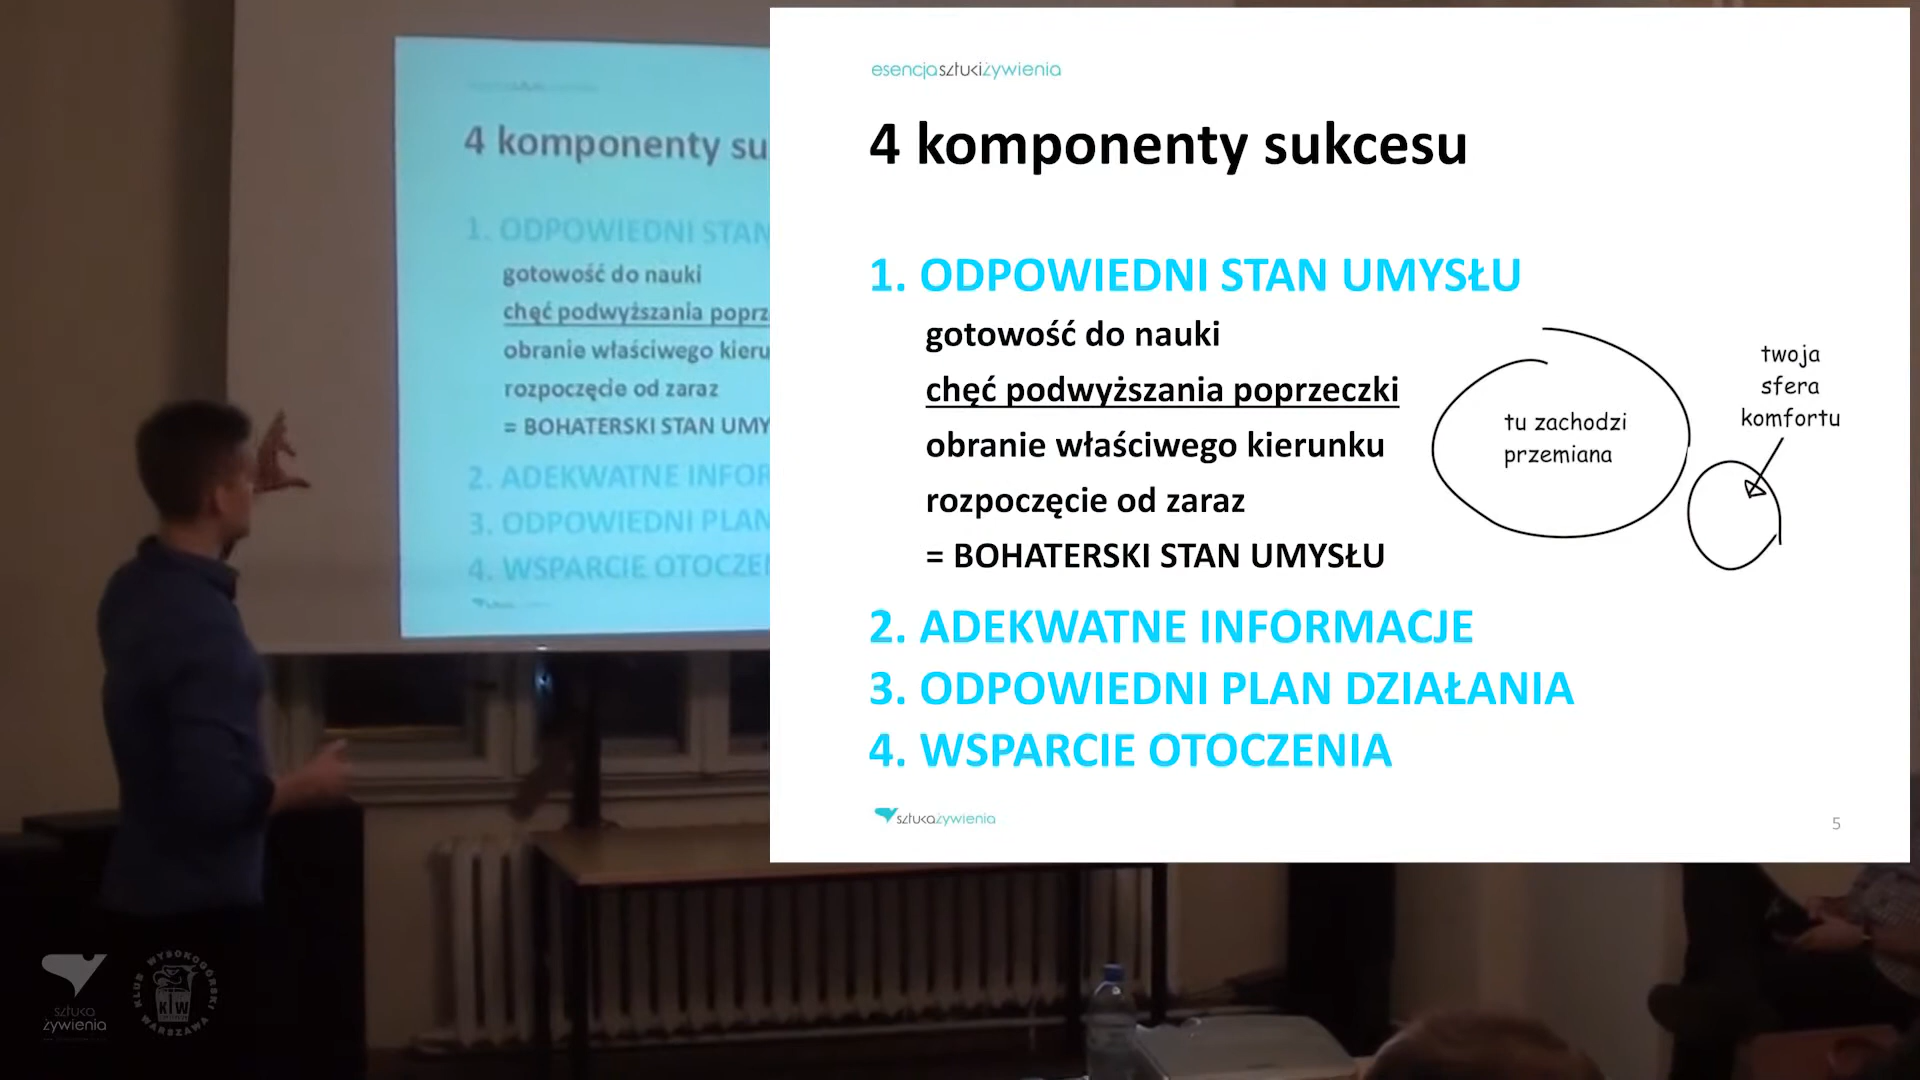 esencjasztukiżywienia
4 komponenty sukcesu
1. ODPOWIEDNI STAN UMYSŁU
gotowość do nauki
chęć podwyższania poprzeczki
obranie właściwego kierunku
rozpoczęcie od zaraz
= BOHATERSKI STAN UMYSŁU
tu zachodzi
przemiana
twoja
sfera
komfortu
2. ADEKWATNE INFORMACJE
3. ODPOWIEDNI PLAN DZIAŁANIA
4. WSPARCIE OTOCZENIA
sztukażywienia
5
4 komponenty su
1. ODPOWIEDNI STAN
gotowość do nauki
chęć podwyższania poprz
obranie właściwego kieru
rozpoczęcie od zaraz
= BOHATERSKI STAN UMY
2. ADEKWATNE INFOR
3. ODPOWIEDNI PLAN
4. WSPARCIE OTOCZE
sztuka
żywienia
KLUB WYSOKOGÓRSKI
WARSZAWA
KW